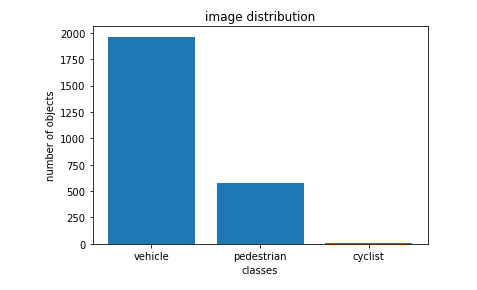 image distribution
2000
1750
1500
1250
1000
750
500
250
0
number of objects
vehicle pedestrian cyclist
classes